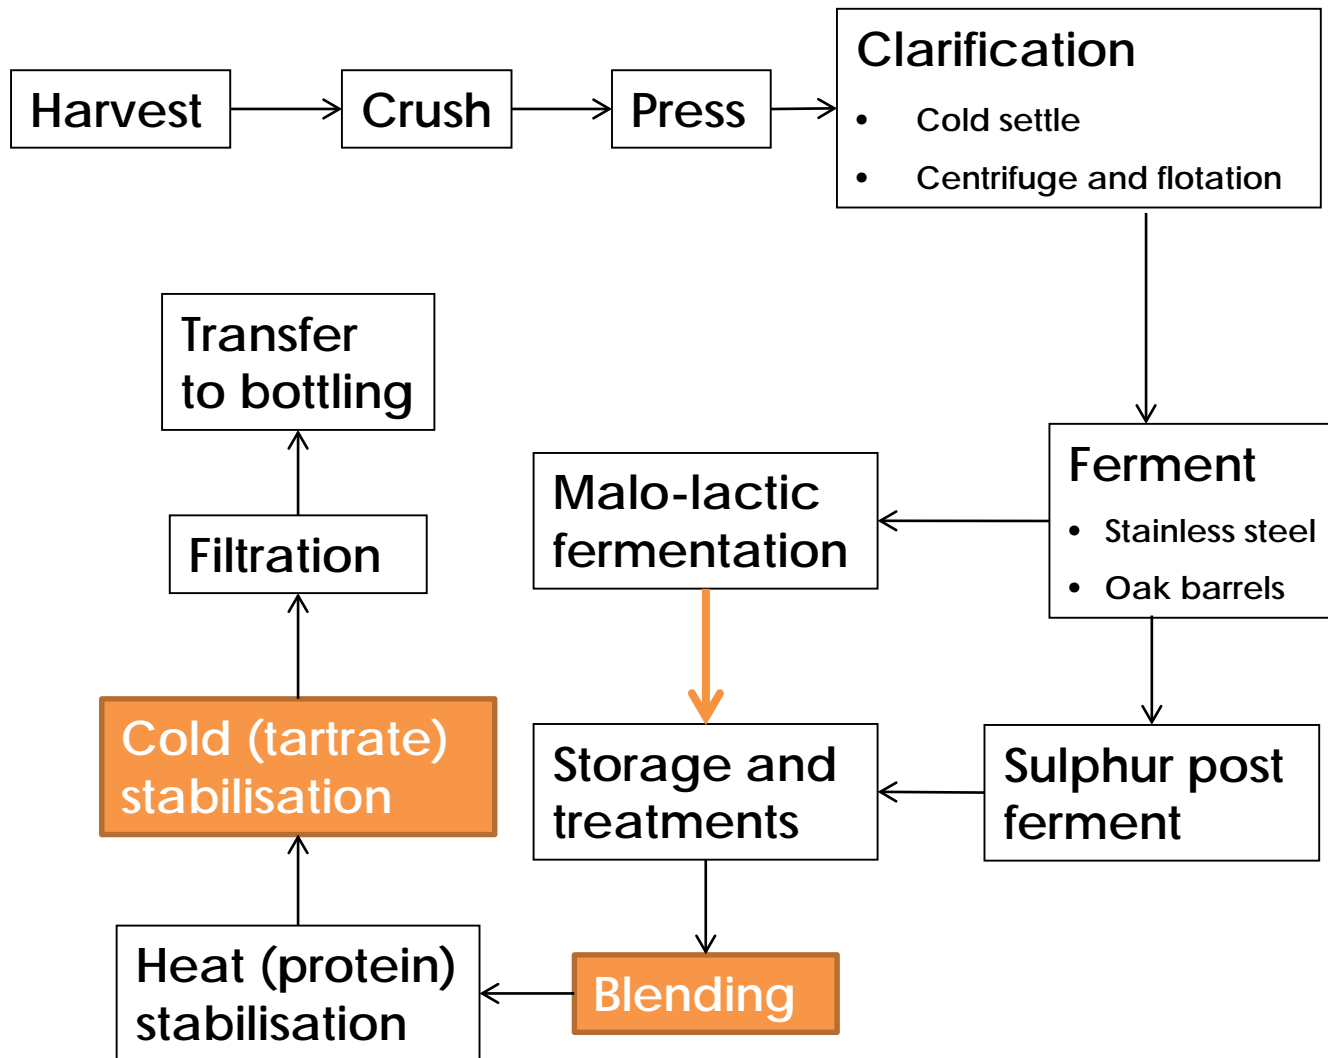 Harvest
Crush
Press
Clarification
• Cold settle
• Centrifuge and flotation
Transfer
to bottling
Ferment
• Stainless steel
• Oak barrels
Malo-lactic
fermentation
Filtration
Cold (tartrate)
stabilisation
Storage and
treatments
Sulphur post
ferment
Heat (protein)
stabilisation
Blending